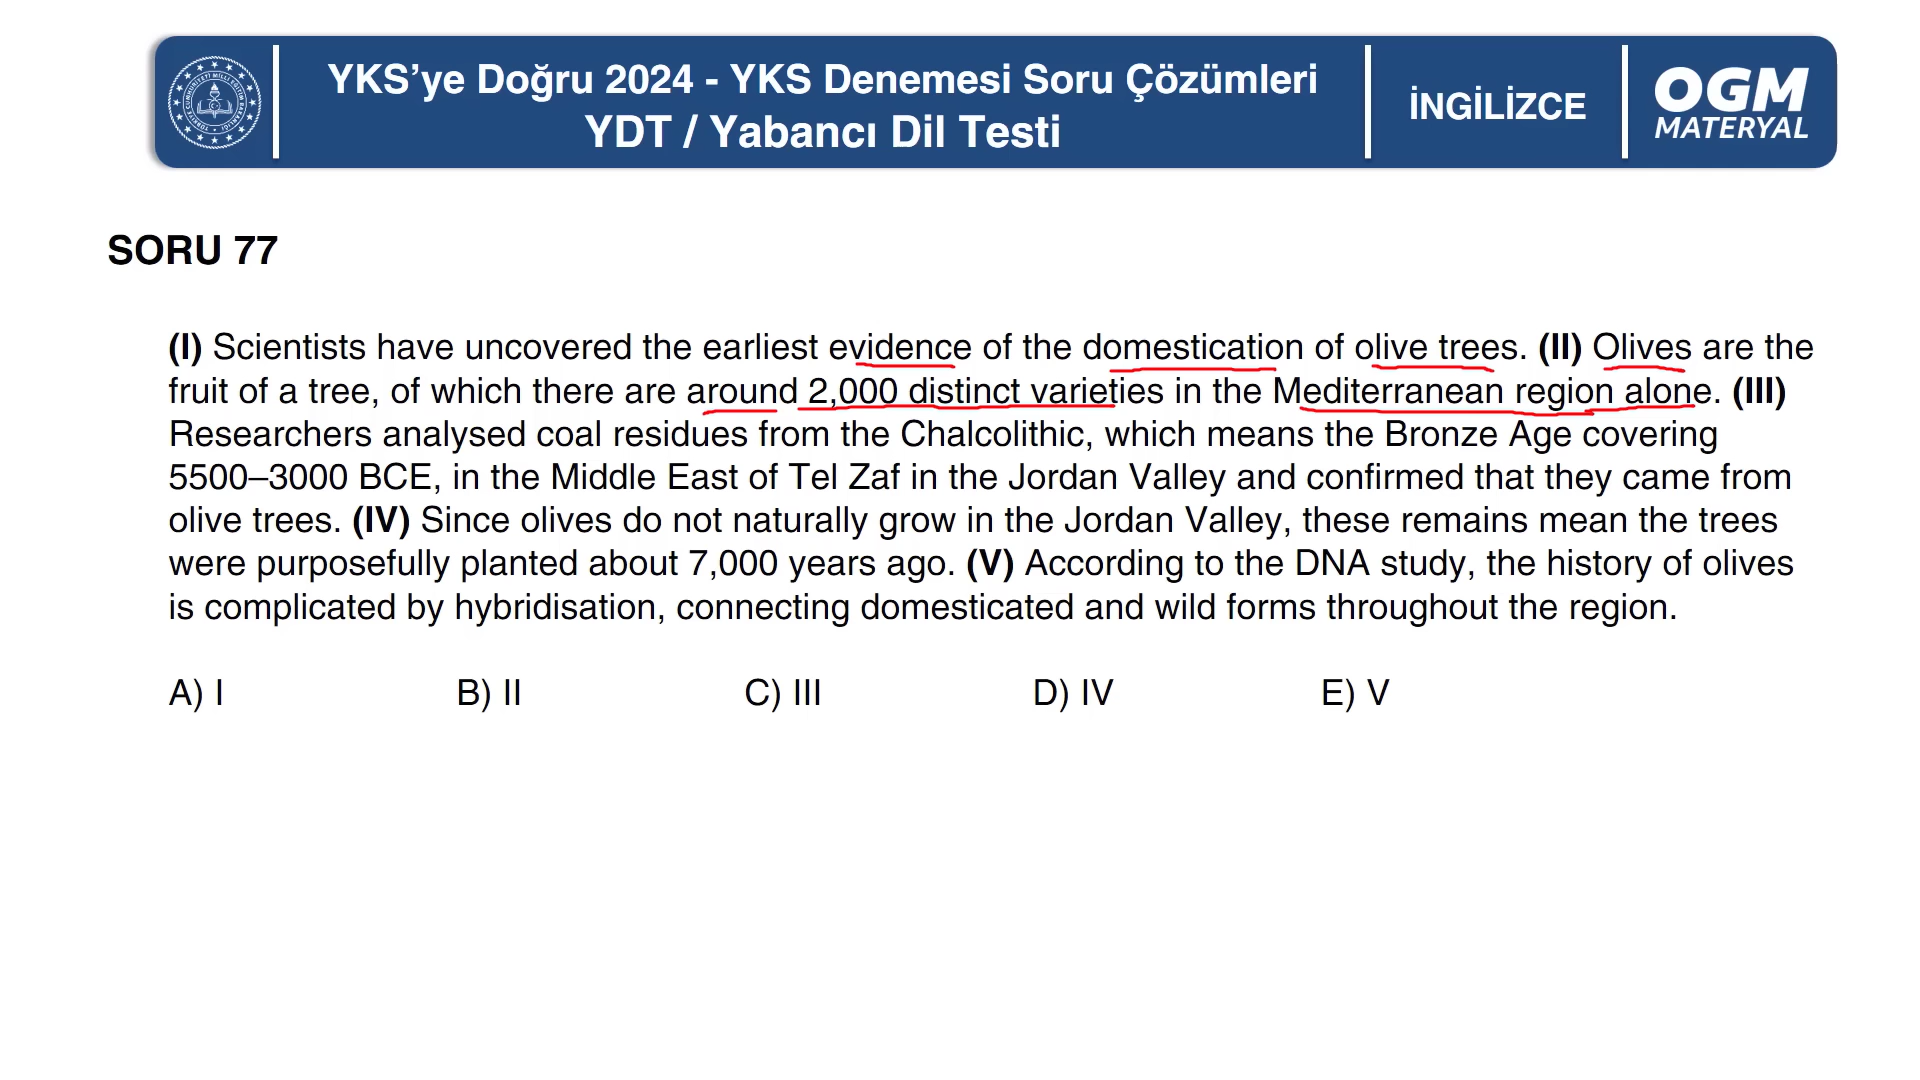 YKS’ye Doğru 2024 - YKS Denemesi Soru Çözümleri
YDT / Yabancı Dil Testi
İNGİLİZCE
OGM
MATERYAL
SORU 77
(I) Scientists have uncovered the earliest evidence of the domestication of olive trees. (II) Olives are the
fruit of a tree, of which there are around 2,000 distinct varieties in the Mediterranean region alone. (III)
Researchers analysed coal residues from the Chalcolithic, which means the Bronze Age covering
5500–3000 BCE, in the Middle East of Tel Zaf in the Jordan Valley and confirmed that they came from
olive trees. (IV) Since olives do not naturally grow in the Jordan Valley, these remains mean the trees
were purposefully planted about 7,000 years ago. (V) According to the DNA study, the history of olives
is complicated by hybridisation, connecting domesticated and wild forms throughout the region.
A) I B) II C) III D) IV E) V